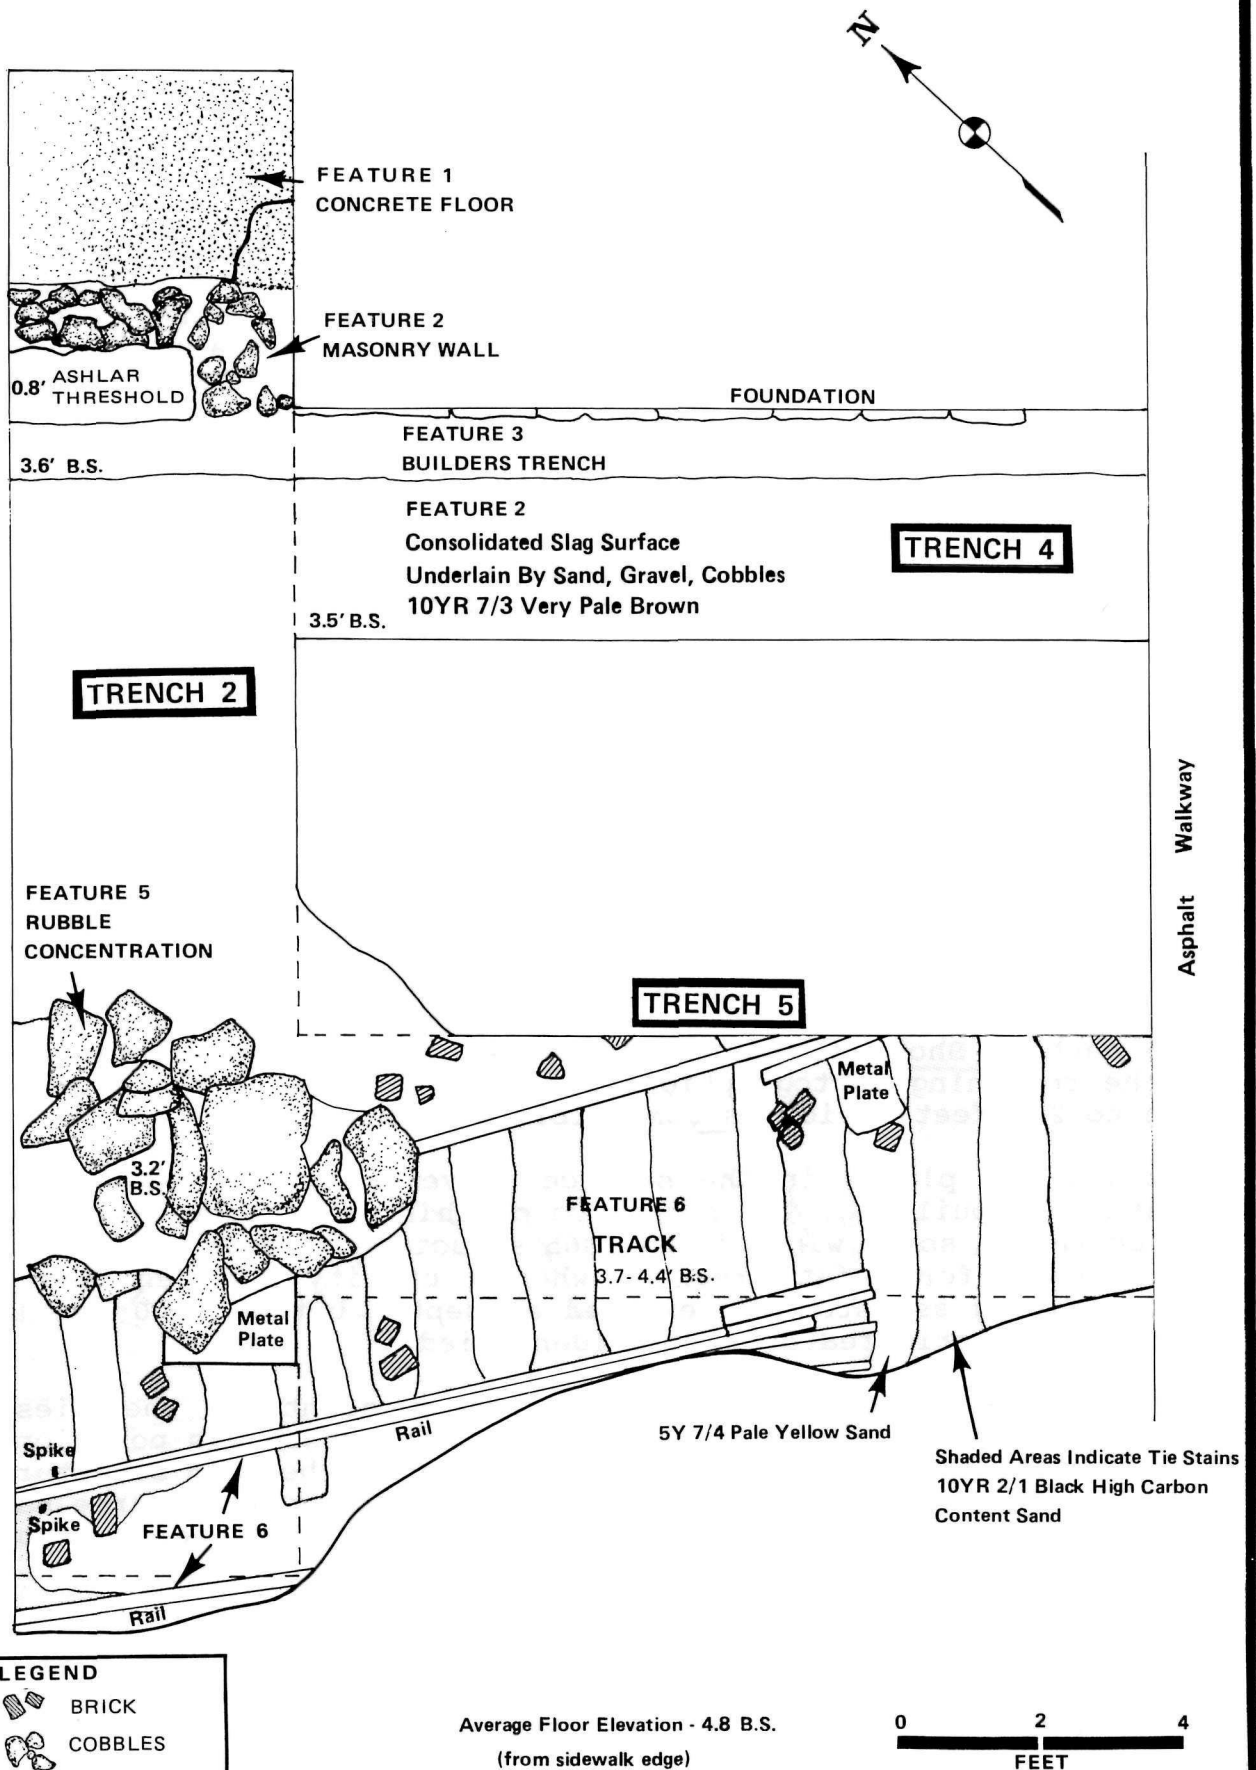 N
FEATURE 1
CONCRETE FLOOR
FEATURE 2
MASONRY WALL
0.8' ASHLAR
THRESHOLD
FOUNDATION
FEATURE 3
BUILDERS TRENCH
3.6' B.S.
FEATURE 2
Consolidated Slag Surface
Underlain By Sand, Gravel, Cobbles
10YR 7/3 Very Pale Brown
3.5' B.S.
TRENCH 4
TRENCH 2
Asphalt Walkway
FEATURE 5
RUBBLE
CONCENTRATION
TRENCH 5
Metal
Plate
3.2'
B.S.
FEATURE 6
TRACK
3.7- 4.4' B.S.
Metal
Plate
Rail
5Y 7/4 Pale Yellow Sand
Shaded Areas Indicate Tie Stains
10YR 2/1 Black High Carbon
Content Sand
Spike
Spike
FEATURE 6
Rail
LEGEND
BRICK
COBBLES
Average Floor Elevation - 4.8 B.S.
(from sidewalk edge)
0 2 4
FEET